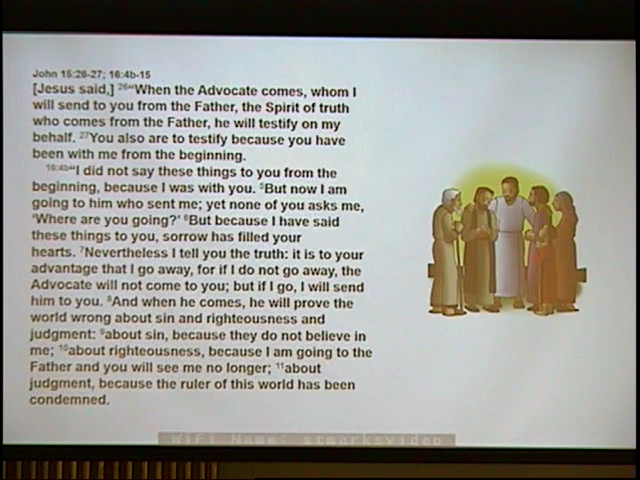 John 15:26-27; 16:4b-15
[Jesus said,] 26"When the Advocate comes, whom I
will send to you from the Father, the Spirit of truth
who comes from the Father, he will testify on my
behalf. 27You also are to testify because you have
been with me from the beginning.
16:4b"I did not say these things to you from the
beginning, because I was with you. 5But now I am
going to him who sent me; yet none of you asks me,
'Where are you going?' 6But because I have said
these things to you, sorrow has filled your
hearts. 7Nevertheless I tell you the truth: it is to your
advantage that I go away, for if I do not go away, the
Advocate will not come to you; but if I go, I will send
him to you. 8And when he comes, he will prove the
world wrong about sin and righteousness and
judgment: 9about sin, because they do not believe in
me; 10about righteousness, because I am going to the
Father and you will see me no longer; 11about
judgment, because the ruler of this world has been
condemned.
WiFi Name: stmarksvideo